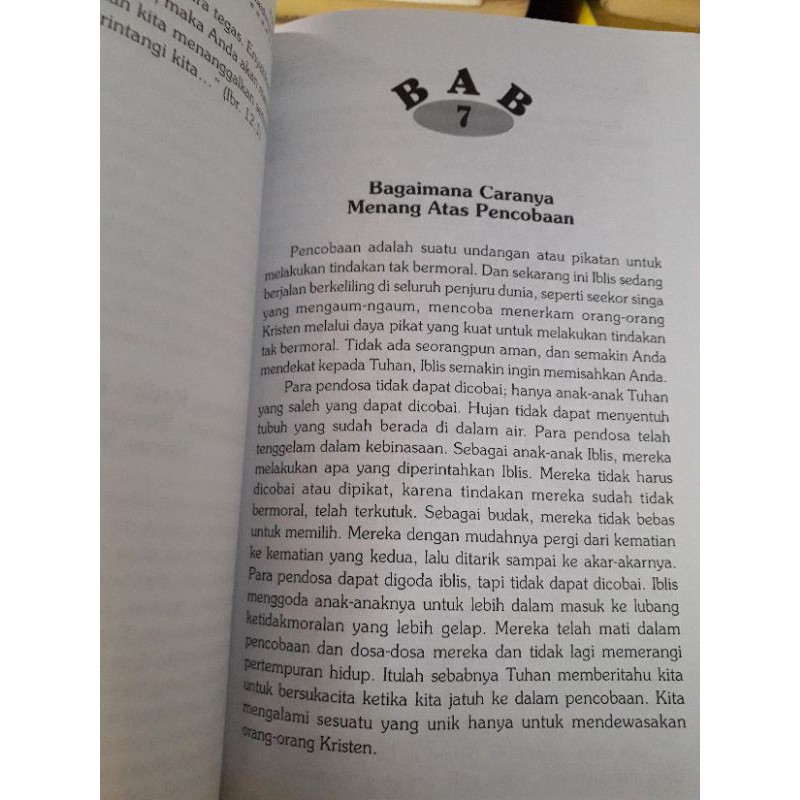 ra tegas.
maka Anda akan
kita menanggalkan
rintangi kita..." (Ibr. 12:1
BAB
7
Bagaimana Caranya
Menang Atas Pencobaan
Pencobaan adalah suatu undangan atau pikatan untuk
melakukan tindakan tak bermoral. Dan sekarang ini Iblis sedang
berjalan berkeliling di seluruh penjuru dunia, seperti seekor singa
yang mengaum-ngaum, mencoba menerkam orang-orang
Kristen melalui daya pikat yang kuat untuk melakukan tindakan
tak bermoral. Tidak ada seorangpun aman, dan semakin Anda
mendekat kepada Tuhan, Iblis semakin ingin memisahkan Anda.
Para pendosa tidak dapat dicobai; hanya anak-anak Tuhan
yang saleh yang dapat dicobai. Hujan tidak dapat menyentuh
tubuh yang sudah berada di dalam air. Para pendosa telah
tenggelam dalam kebinasaan. Sebagai anak-anak Iblis, mereka
melakukan apa yang diperintahkan Iblis. Mereka tidak harus
dicobai atau dipikat, karena tindakan mereka sudah tidak
bermoral, telah terkutuk. Sebagai budak, mereka tidak bebas
untuk memilih. Mereka dengan mudahnya pergi dari kematian
ke kematian yang kedua, lalu ditarik sampai ke akar-akarnya.
Para pendosa dapat digoda iblis, tapi tidak dapat dicobai. Iblis
menggoda anak-anaknya untuk lebih dalam masuk ke lubang
ketidakmoralan yang lebih gelap. Mereka telah mati dalam
pencobaan dan dosa-dosa mereka dan tidak lagi memerangi
pertempuran hidup. Itulah sebabnya Tuhan memberitahu kita
untuk bersukacita ketika kita jatuh ke dalam pencobaan. Kita
mengalami sesuatu yang unik hanya untuk mendewasakan
orang-orang Kristen.